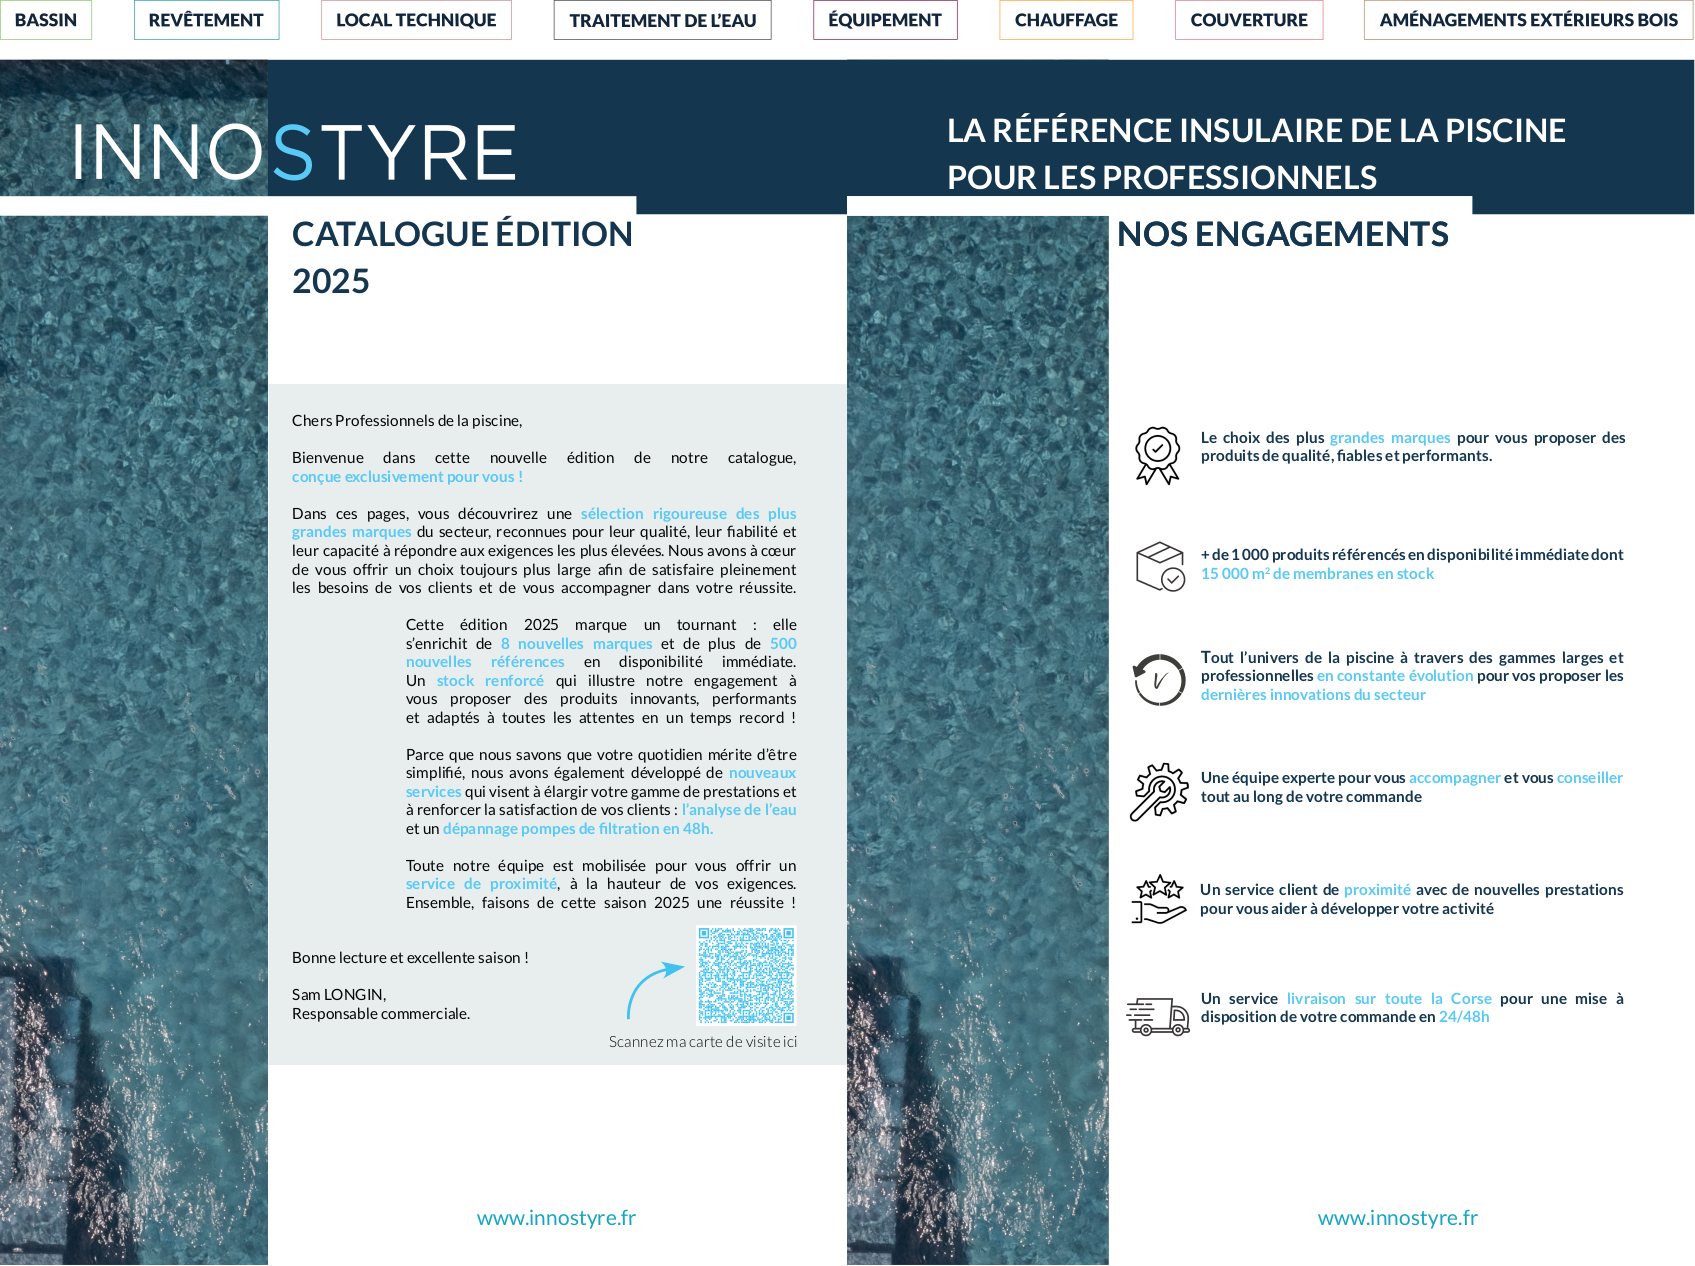 BASSIN
REVÊTEMENT
LOCAL TECHNIQUE
TRAITEMENT DE L’EAU
ÉQUIPEMENT
CHAUFFAGE
COUVERTURE
AMÉNAGEMENTS EXTÉRIEURS BOIS
INNOSTYRE
CATALOGUE ÉDITION
2025
Chers Professionnels de la piscine,
Bienvenue dans cette nouvelle édition de notre catalogue,
conçue exclusivement pour vous !
Dans ces pages, vous découvrirez une sélection rigoureuse des plus
grandes marques du secteur, reconnues pour leur qualité, leur fiabilité et
leur capacité à répondre aux exigences les plus élevées. Nous avons à cœur
de vous offrir un choix toujours plus large afin de satisfaire pleinement
les besoins de vos clients et de vous accompagner dans votre réussite.
Cette édition 2025 marque un tournant : elle
s’enrichit de 8 nouvelles marques et de plus de 500
nouvelles références en disponibilité immédiate.
Un stock renforcé qui illustre notre engagement à
vous proposer des produits innovants, performants
et adaptés à toutes les attentes en un temps record !
Parce que nous savons que votre quotidien mérite d’être
simplifié, nous avons également développé de nouveaux
services qui visent à élargir votre gamme de prestations et
à renforcer la satisfaction de vos clients : l’analyse de l’eau
et un dépannage pompes de filtration en 48h.
Toute notre équipe est mobilisée pour vous offrir un
service de proximité, à la hauteur de vos exigences.
Ensemble, faisons de cette saison 2025 une réussite !
Bonne lecture et excellente saison !
Sam LONGIN,
Responsable commerciale.
Scannez ma carte de visite ici
www.innostyre.fr
LA RÉFÉRENCE INSULAIRE DE LA PISCINE
POUR LES PROFESSIONNELS
NOS ENGAGEMENTS
Le choix des plus grandes marques pour vous proposer des
produits de qualité, fiables et performants.
+ de 1 000 produits référencés en disponibilité immédiate dont
15 000 m² de membranes en stock
Tout l’univers de la piscine à travers des gammes larges et
professionnelles en constante évolution pour vos proposer les
dernières innovations du secteur
Une équipe experte pour vous accompagner et vous conseiller
tout au long de votre commande
Un service client de proximité avec de nouvelles prestations
pour vous aider à développer votre activité
Un service livraison sur toute la Corse pour une mise à
disposition de votre commande en 24/48h
www.innostyre.fr